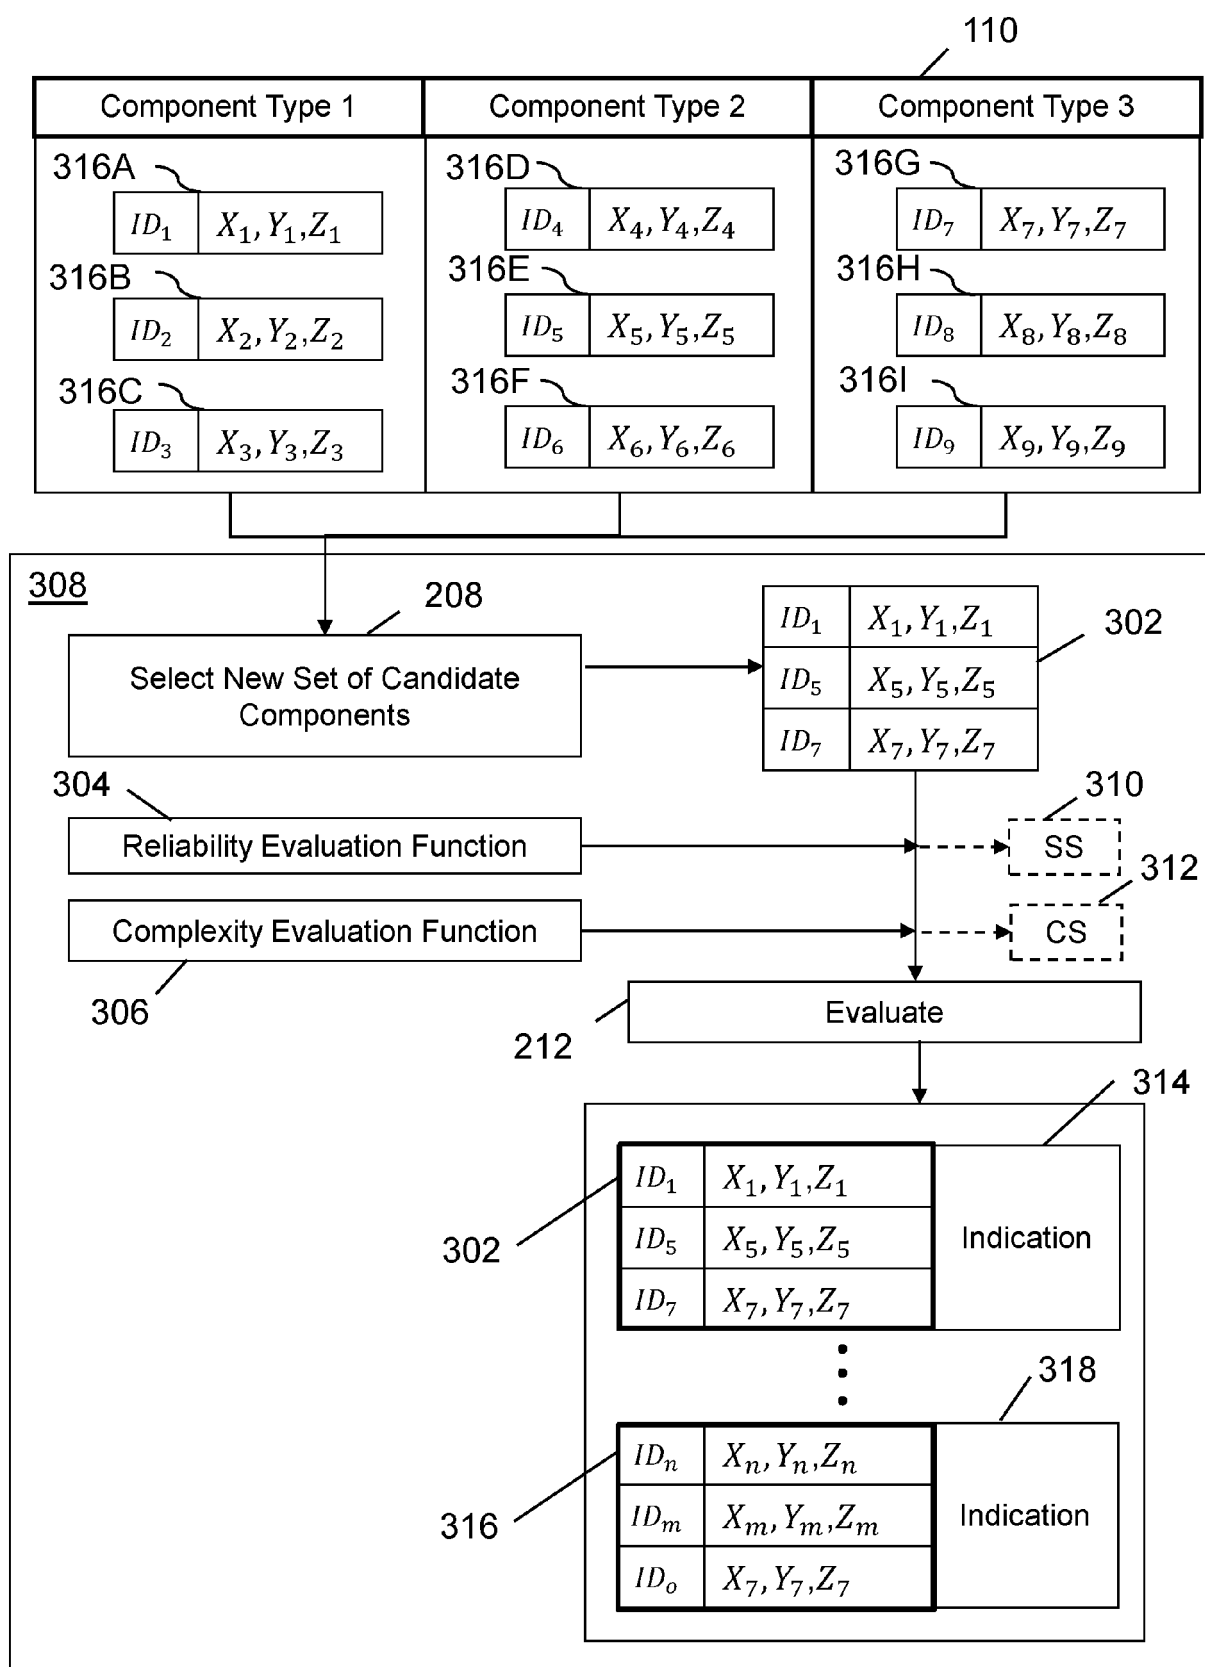 110
Component Type 1 Component Type 2 Component Type 3
316A 316D 316G
ID₁ X₁, Y₁,Z₁ ID₄ X₄, Y₄,Z₄ ID₇ X₇, Y₇,Z₇
316B 316E 316H
ID₂ X₂, Y₂,Z₂ ID₅ X₅, Y₅,Z₅ ID₈ X₈, Y₈,Z₈
316C 316F 316I
ID₃ X₃, Y₃,Z₃ ID₆ X₆, Y₆,Z₆ ID₉ X₉, Y₉,Z₉
308
208
Select New Set of Candidate
Components
ID₁ X₁, Y₁,Z₁
302
ID₅ X₅, Y₅,Z₅
ID₇ X₇, Y₇,Z₇
304
310
Reliability Evaluation Function
SS
312
Complexity Evaluation Function
CS
306
Evaluate
212
314
ID₁ X₁, Y₁,Z₁
302
ID₅ X₅, Y₅,Z₅
Indication
ID₇ X₇, Y₇,Z₇
318
IDₙ Xₙ, Yₙ,Zₙ
316
IDₘ Xₘ, Yₘ,Zₘ
Indication
IDₒ X₇, Y₇,Z₇